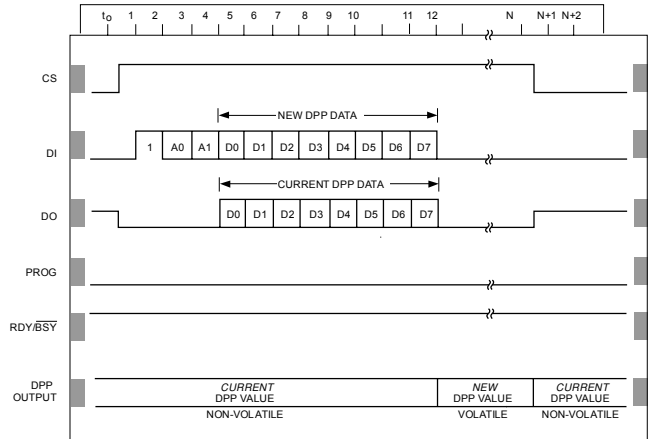 to 1 2 3 4 5 6 7 8 9 10 11 12 N N+1 N+2
CS
NEW DPP DATA
DI 1 A0 A1 D0 D1 D2 D3 D4 D5 D6 D7
CURRENT DPP DATA
DO D0 D1 D2 D3 D4 D5 D6 D7
PROG
RDY/BSY
DPP OUTPUT
CURRENT DPP VALUE
NEW DPP VALUE
CURRENT DPP VALUE
NON-VOLATILE VOLATILE NON-VOLATILE